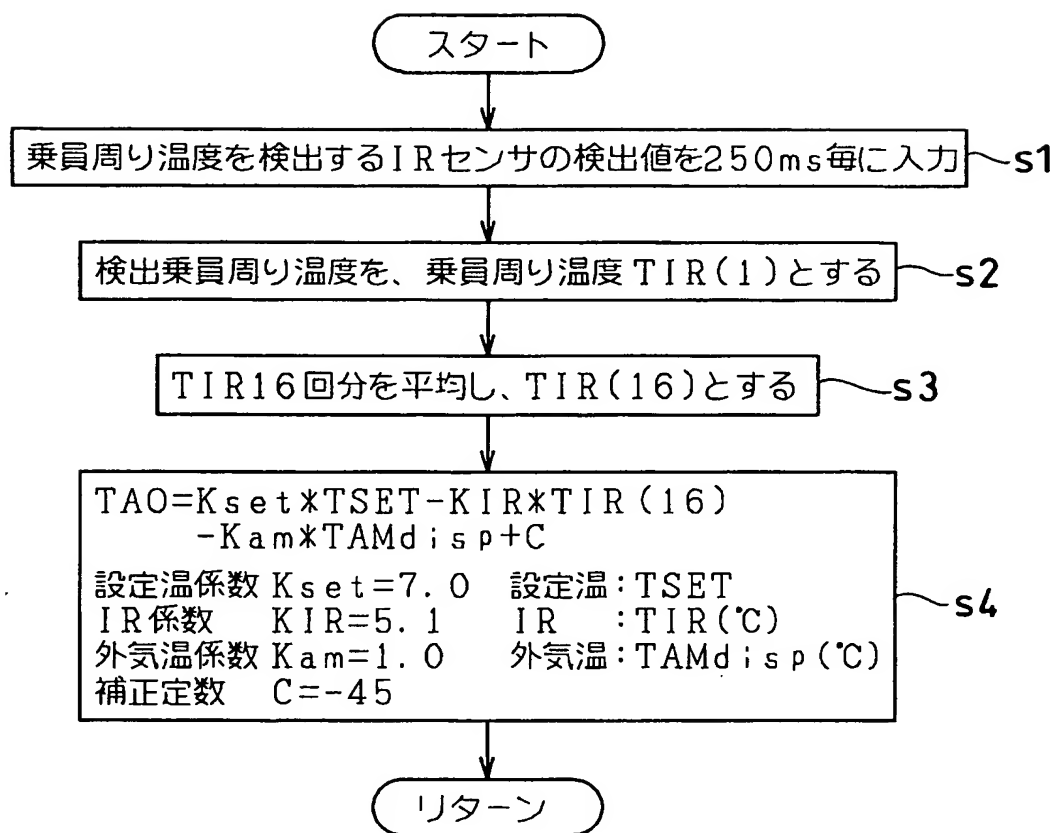 スタート
乗員周り温度を検出するIRセンサの検出値を250ms毎に入力 s1
検出乗員周り温度を、乗員周り温度TIR(1)とする s2
TIR16回分を平均し、TIR(16)とする s3
TAO=Kset*TSET-KIR*TIR(16)
-Kam*TAMdisp+C
設定温係数 Kset=7.0 設定温:TSET
IR係数 KIR=5.1 IR :TIR(℃)
s4
外気温係数 Kam=1.0 外気温:TAMdisp(℃)
補正定数 C=-45
リターン